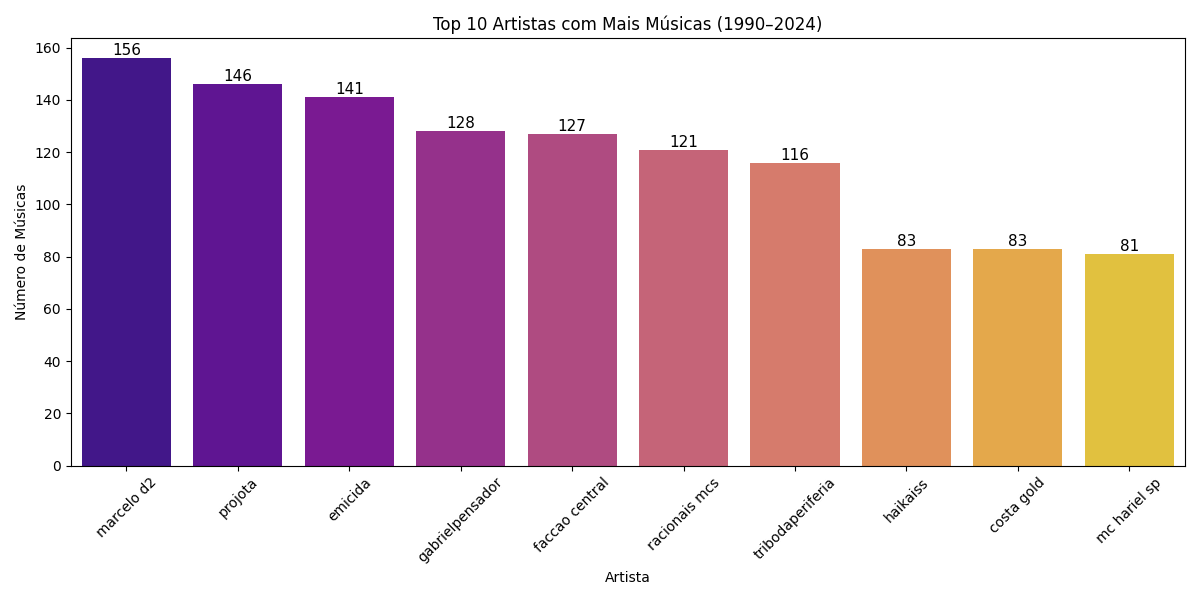 Top 10 Artistas com Mais Músicas (1990–2024)
Número de Músicas
160
140
120
100
80
60
40
20
0
156
146
141
128
127
121
116
83
83
81
marcelo d2
projota
emicida
gabrielpensador
faccao central
racionais mcs
tribodaperiferia
haikaiss
costa gold
mc hariel sp
Artista